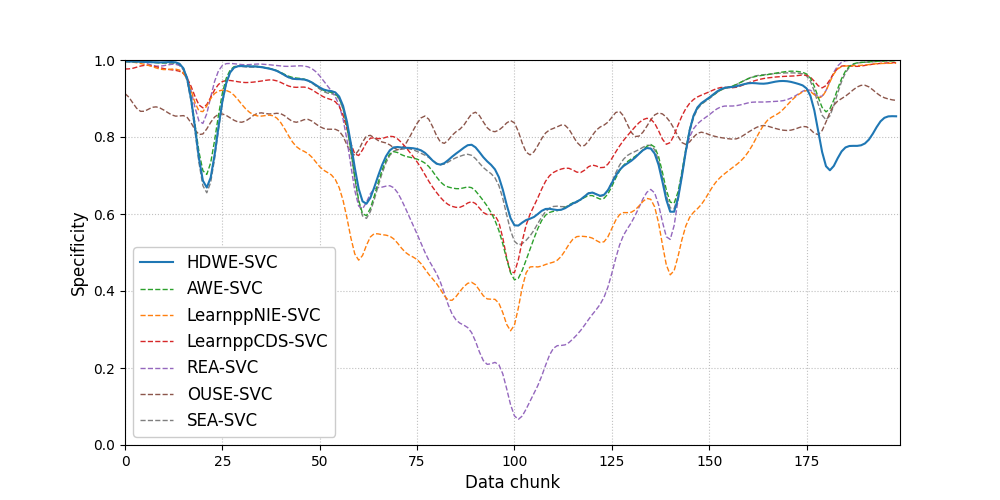 1.0
0.8
0.6
0.4
0.2
0.0
Specificity
HDWE-SVC
AWE-SVC
LearnppNIE-SVC
LearnppCDS-SVC
REA-SVC
OUSE-SVC
SEA-SVC
0 25 50 75 100 125 150 175
Data chunk